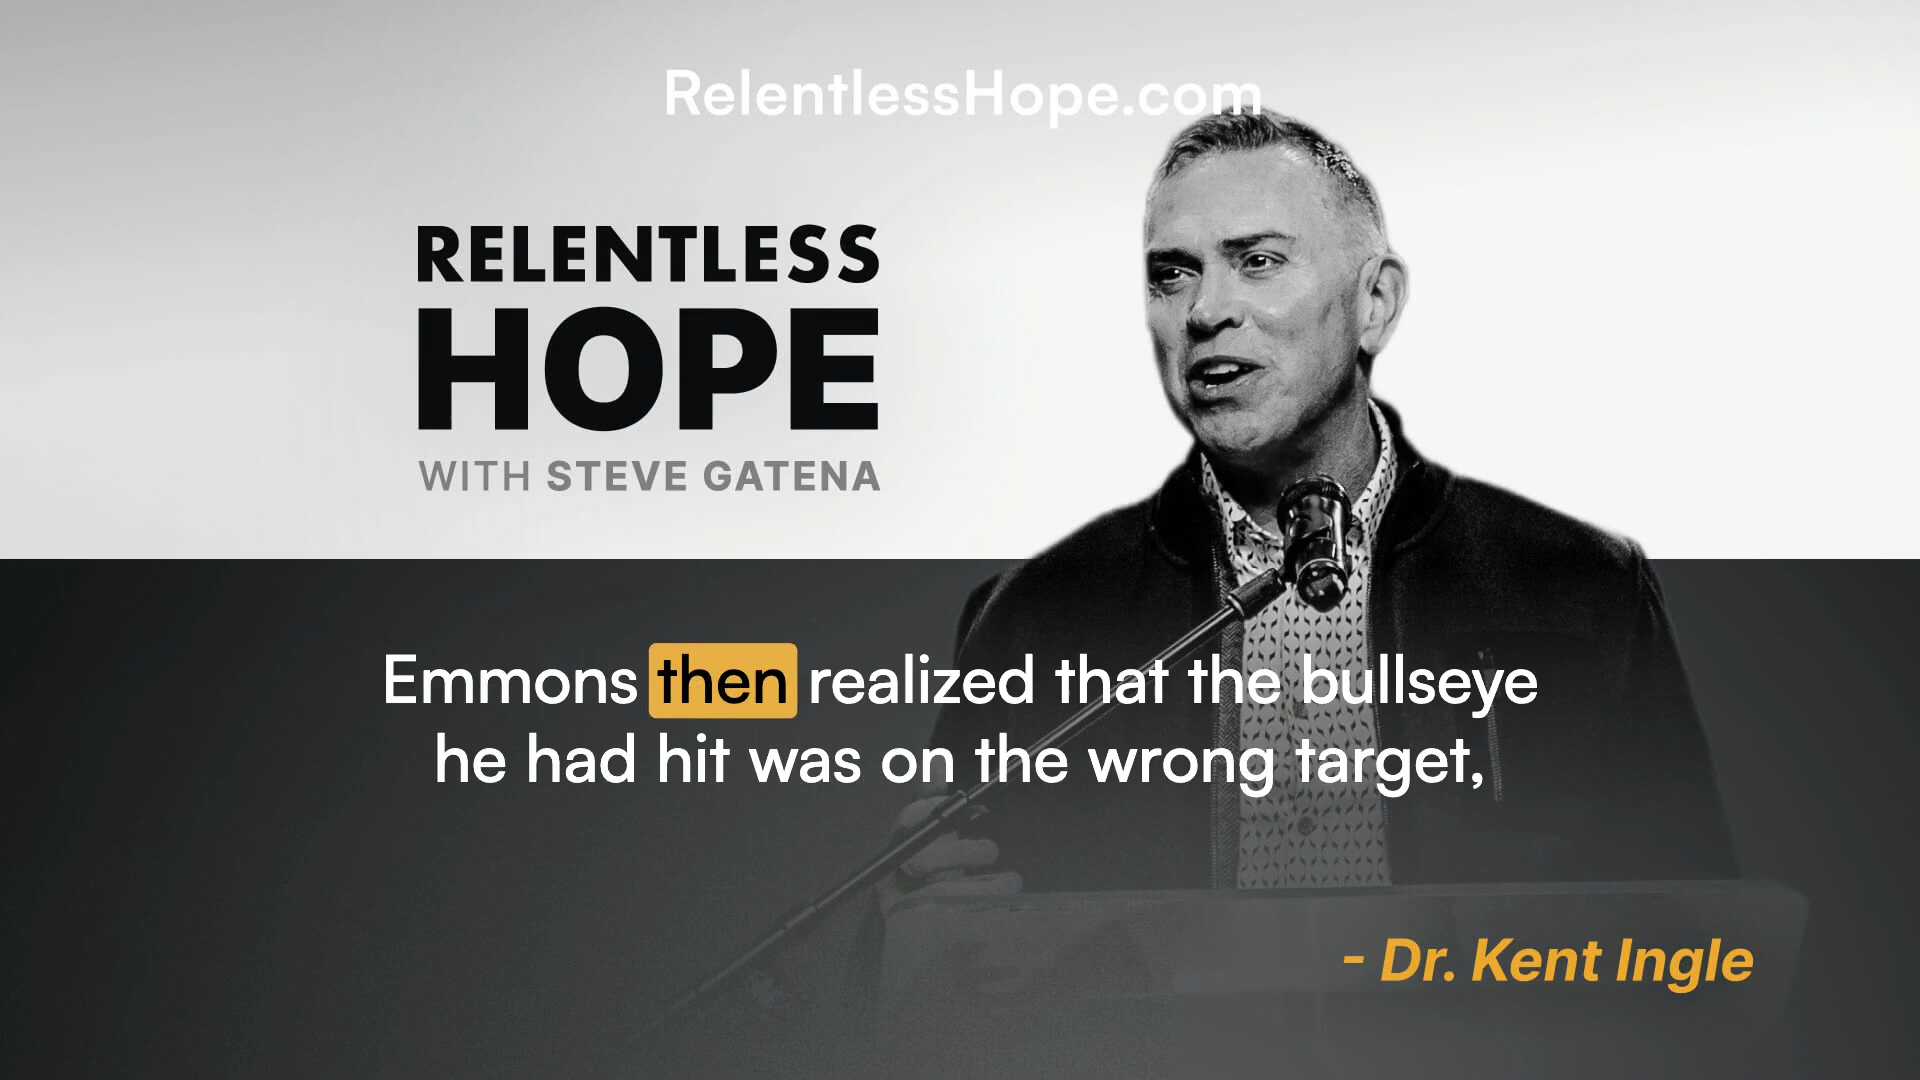 RelentlessHope.com
RELENTLESS
HOPE
WITH STEVE GATENA
Emmons then realized that the bullseye
he had hit was on the wrong target,
- Dr. Kent Ingle